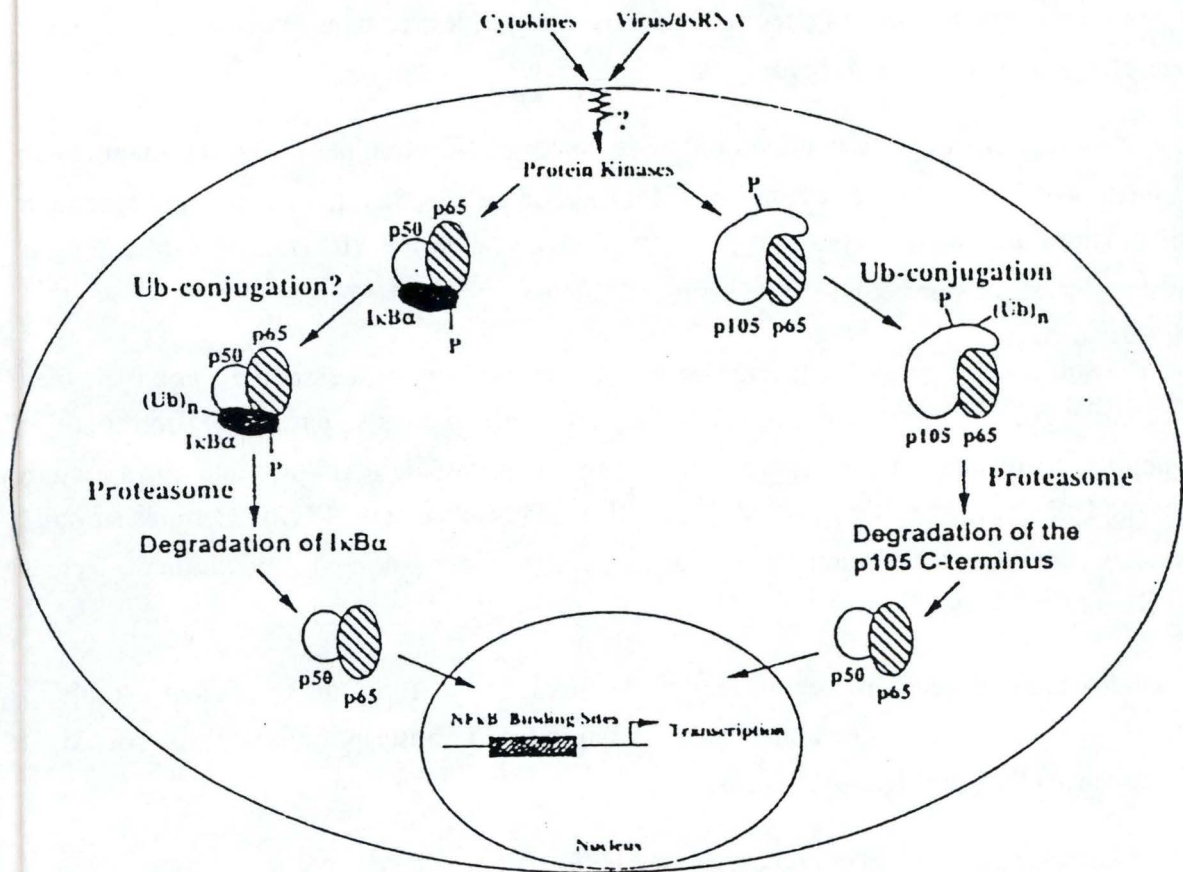 Cytokines Virus/dsRNA
?
Protein Kinases
p65
p50
IκBα
P
P
p105 p65
Ub-conjugation?
Ub-conjugation
p65
p50
(Ub)n
IκBα
P
P
(Ub)n
p105 p65
Proteasome
Proteasome
Degradation of IκBα
Degradation of the
p105 C-terminus
p50
p65
p50
p65
NFκB Binding Sites
Transcription
Nucleus